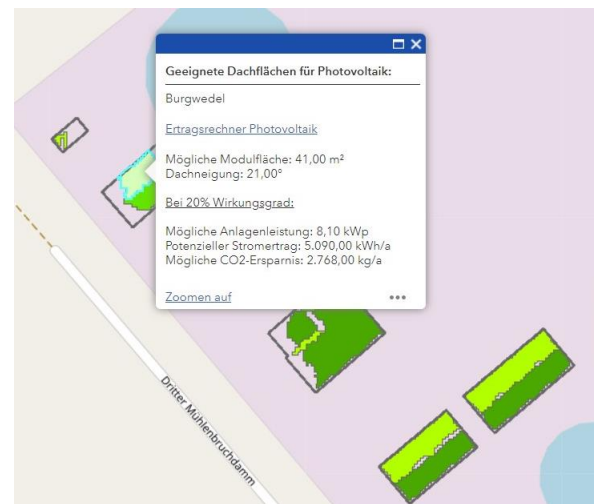 Geeignete Dachflächen für Photovoltaik:
Burgwedel
Ertragsrechner Photovoltaik
Mögliche Modulfläche: 41,00 m²
Dachneigung: 21,00°
Bei 20% Wirkungsgrad:
Mögliche Anlagenleistung: 8,10 kWp
Potenzieller Stromertrag: 5.090,00 kWh/a
Mögliche CO2-Ersparnis: 2.768,00 kg/a
Zoomen auf
Dritter Mühlenbruchdamm